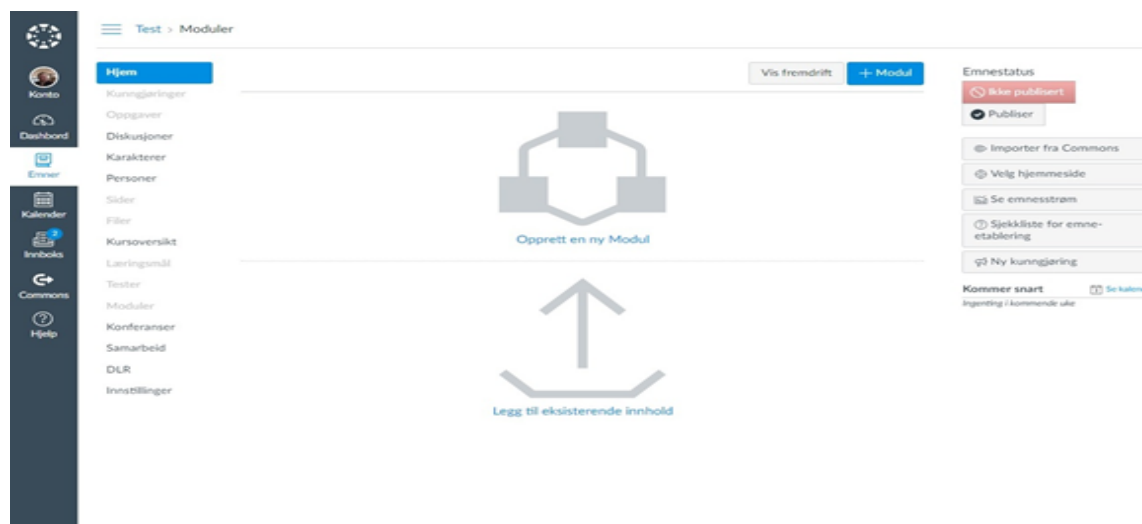 Test > Moduler
Konto
Dashbord
Emner
Kalender
2
Innboks
Commons
Hjelp
Hjem
Kunngjøringer
Oppgaver
Diskusjoner
Karakterer
Personer
Sider
Filer
Kursoversikt
Læringsmål
Tester
Moduler
Konferanser
Samarbeid
DLR
Innstillinger
Vis fremdrift
+ Modul
Opprett en ny Modul
Legg til eksisterende innhold
Emnestatus
Ikke publisert
Publiser
Importer fra Commons
Velg hjemmeside
Se emnesstrøm
Sjekkliste for emne-
etablering
Ny kunngjøring
Kommer snart
Se kalen
Ingenting i kommende uke